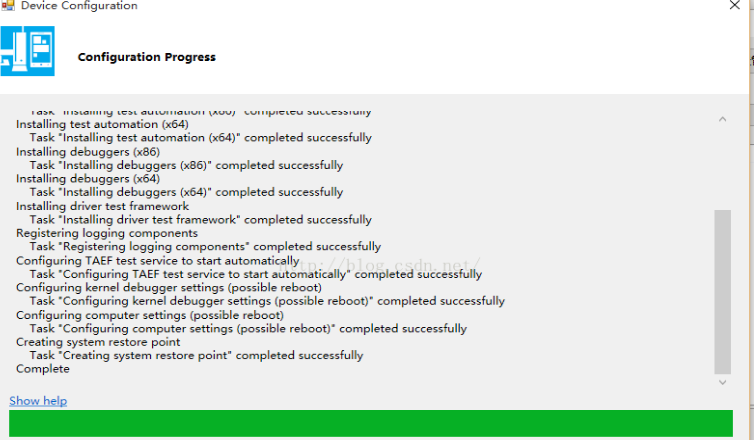 Device Configuration
Configuration Progress
Task "Installing test automation (x86)" completed successfully
Installing test automation (x64)
Task "Installing test automation (x64)" completed successfully
Installing debuggers (x86)
Task "Installing debuggers (x86)" completed successfully
Installing debuggers (x64)
Task "Installing debuggers (x64)" completed successfully
Installing driver test framework
Task "Installing driver test framework" completed successfully
Registering logging components
Task "Registering logging components" completed successfully
Configuring TAEF test service to start automatically
http://blog.csdn.net/
Task "Configuring TAEF test service to start automatically" completed successfully
Configuring kernel debugger settings (possible reboot)
Task "Configuring kernel debugger settings (possible reboot)" completed successfully
Configuring computer settings (possible reboot)
Task "Configuring computer settings (possible reboot)" completed successfully
Creating system restore point
Task "Creating system restore point" completed successfully
Complete
Show help